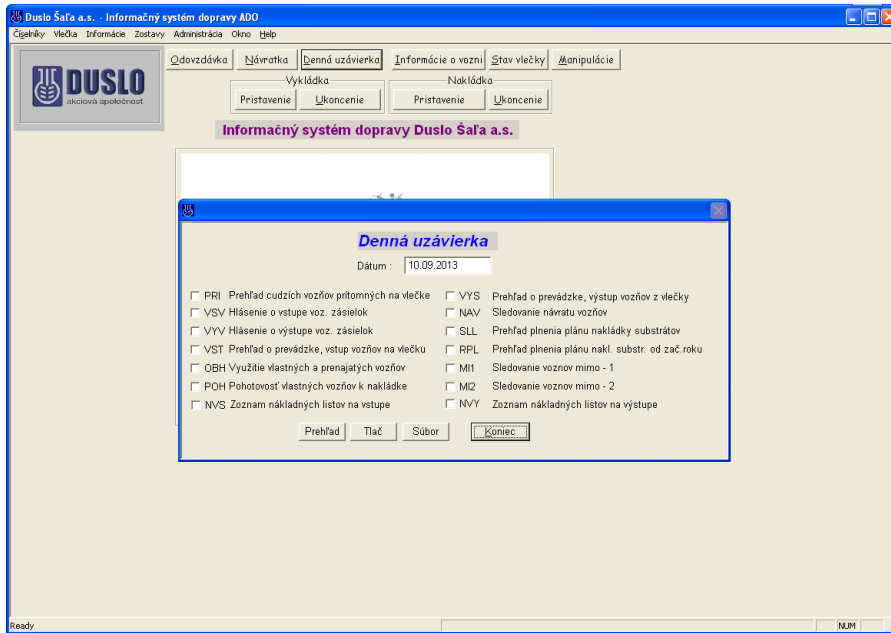 Duslo Šaľa a.s. - Informačný systém dopravy ADO
Číselníky Vlečka Informácie Zostavy Administrácia Okno Help
DUSLO
akciová spoločnosť
Odovzdávka Návratka Denná uzávierka Informácie o vozni Stav vlečky Manipulácie
Vykládka Nakládka
Pristavenie Ukoncenie Pristavenie Ukoncenie
Informačný systém dopravy Duslo Šaľa a.s.
Denná uzávierka
Dátum : 10.09.2013
PRI Prehľad cudzích vozňov prítomných na vlečke VYS Prehľad o prevádzke, výstup vozňov z vlečky
VSV Hlásenie o vstupe voz. zásielok NAV Sledovanie návratu vozňov
VYV Hlásenie o výstupe voz. zásielok SLL Prehľad plnenia plánu nakládky substrátov
VST Prehľad o prevádzke, vstup vozňov na vlečku RPL Prehľad plnenia plánu nakl. substr. od zač.roku
OBH Využitie vlastných a prenajatých vozňov MI1 Sledovanie voznov mimo - 1
POH Pohotovosť vlastných vozňov k nakládke MI2 Sledovanie voznov mimo - 2
NVS Zoznam nákladných listov na vstupe NVY Zoznam nákladných listov na výstupe
Prehľad Tlač Súbor Koniec
Ready NUM